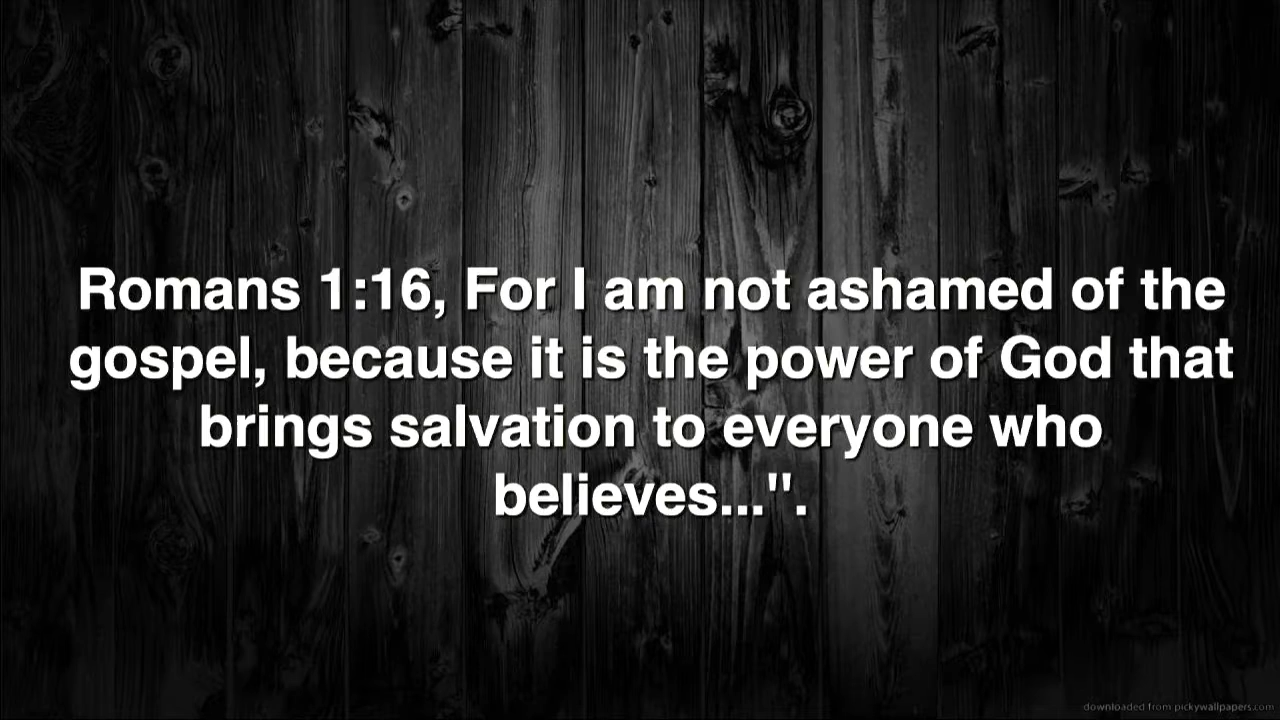 Romans 1:16, For I am not ashamed of the
gospel, because it is the power of God that
brings salvation to everyone who
believes...".
downloaded from pickywallpapers.com